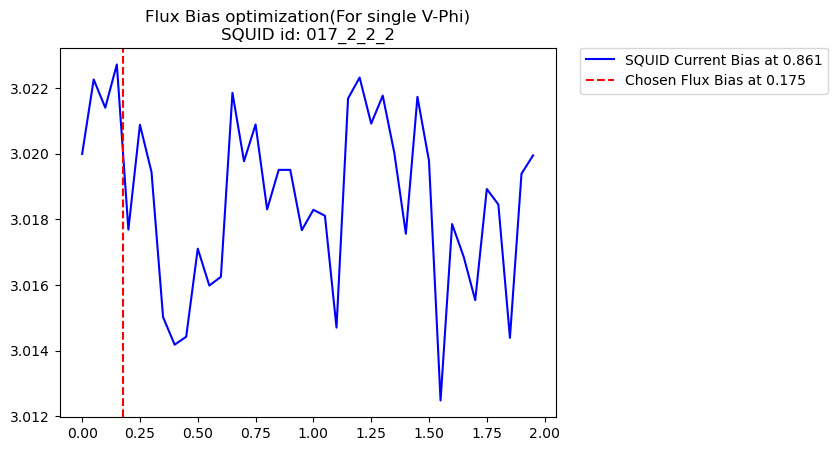 Flux Bias optimization(For single V-Phi)
SQUID id: 017_2_2_2
SQUID Current Bias at 0.861
Chosen Flux Bias at 0.175
3.022
3.020
3.018
3.016
3.014
3.012
0.00 0.25 0.50 0.75 1.00 1.25 1.50 1.75 2.00